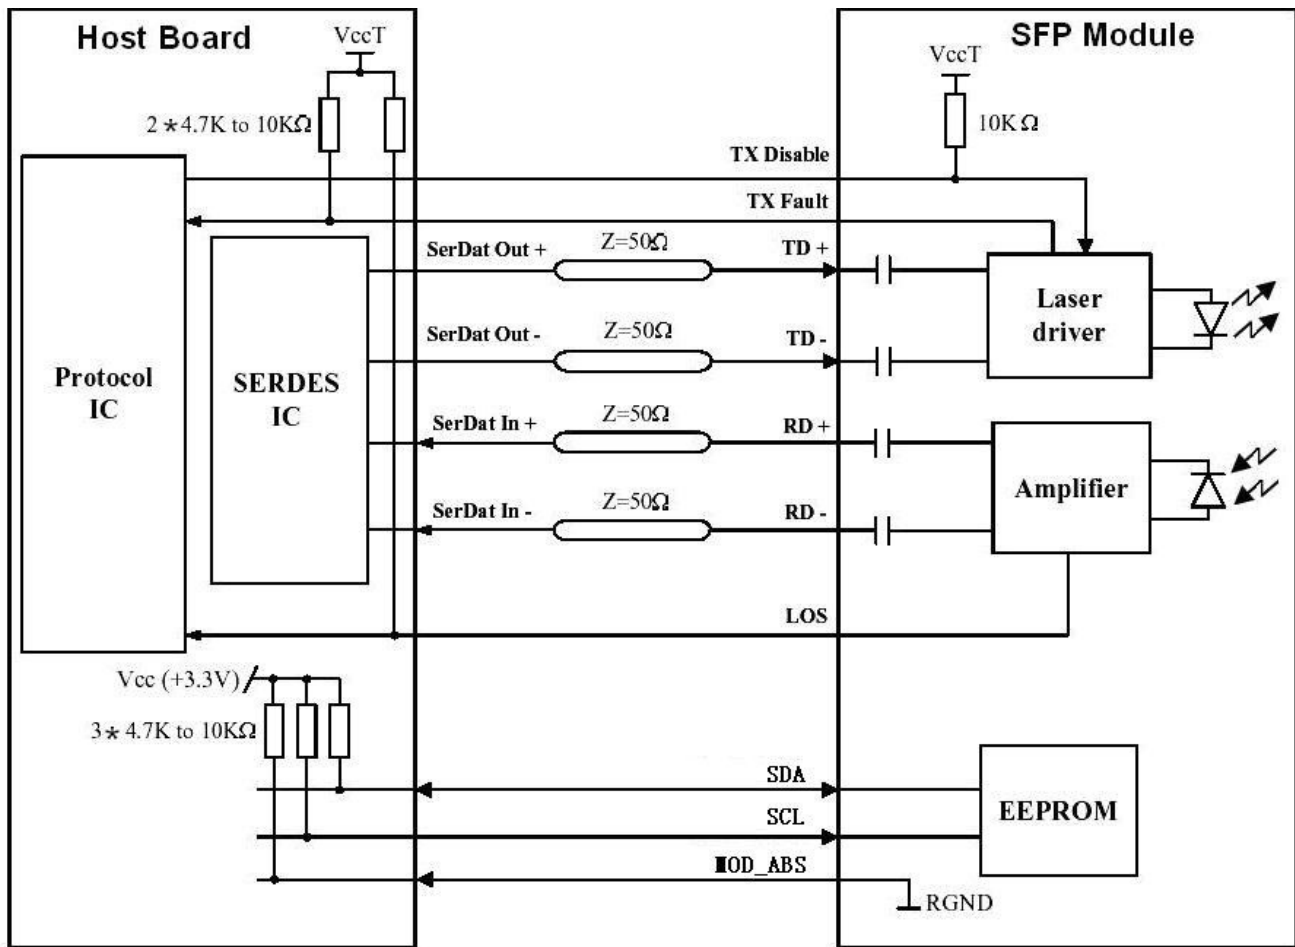 Host Board
SFP Module
VccT
VccT
2*4.7K to 10KΩ
10KΩ
TX Disable
TX Fault
SerDat Out +
Z=50Ω
TD +
SerDat Out -
Z=50Ω
TD -
Laser
driver
Protocol
IC
SERDES
IC
SerDat In +
Z=50Ω
RD +
SerDat In -
Z=50Ω
RD -
Amplifier
LOS
Vcc (+3.3V)
3*4.7K to 10KΩ
SDA
SCL
MOD_ABS
EEPROM
RGND